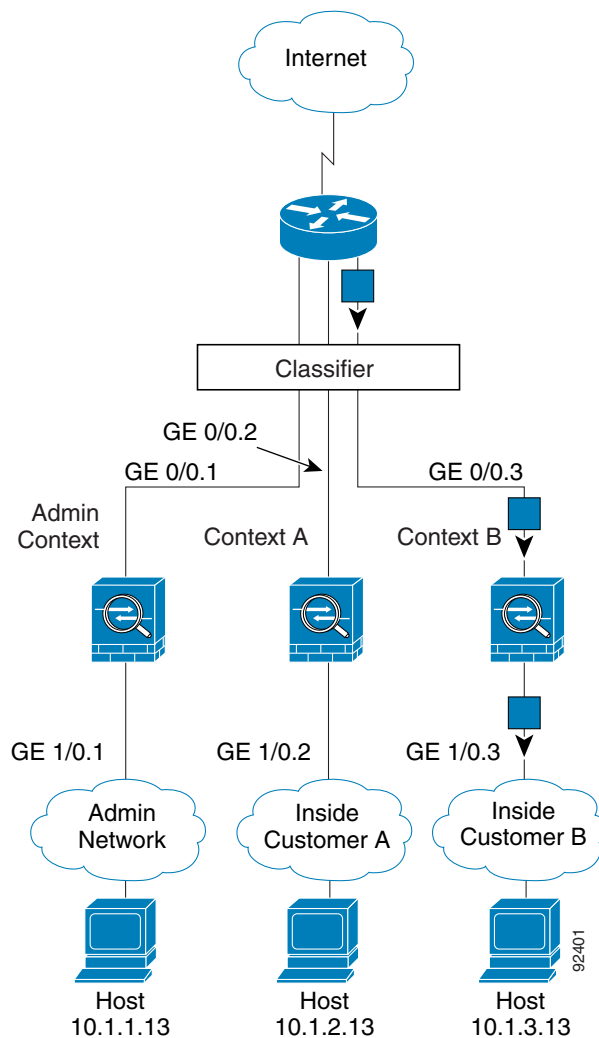 Internet
Classifier
GE 0/0.2
GE 0/0.1
GE 0/0.3
Admin
Context
Context A
Context B
GE 1/0.1
GE 1/0.2
GE 1/0.3
Admin
Network
Inside
Customer A
Inside
Customer B
Host
10.1.1.13
Host
10.1.2.13
Host
10.1.3.13
92401